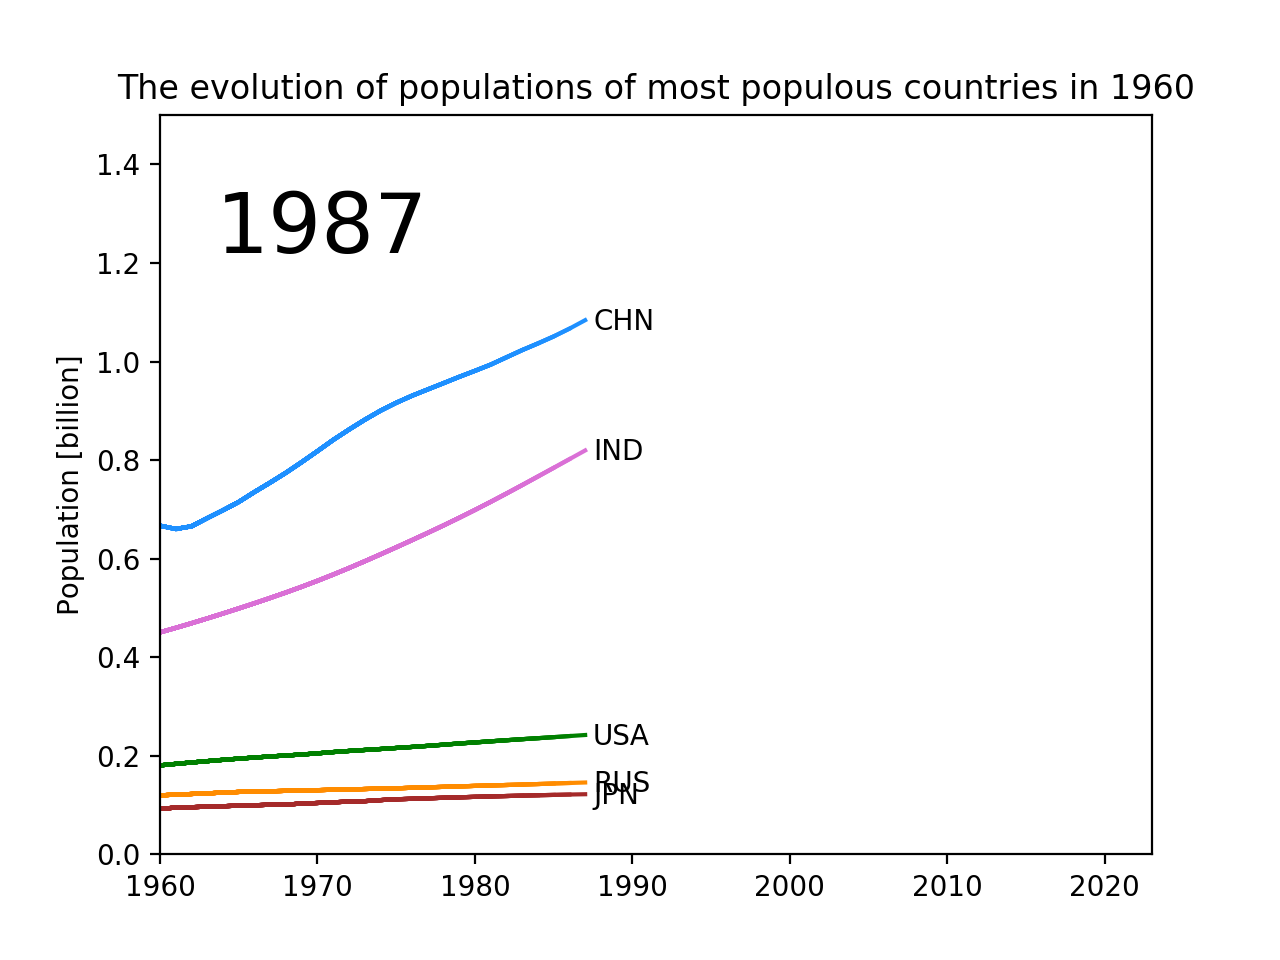 The evolution of populations of most populous countries in 1960
1.4
1987
1.2
CHN
1.0
Population [billion]
IND
0.8
0.6
0.4
USA
0.2
RUS
JPN
0.0
1960 1970 1980 1990 2000 2010 2020